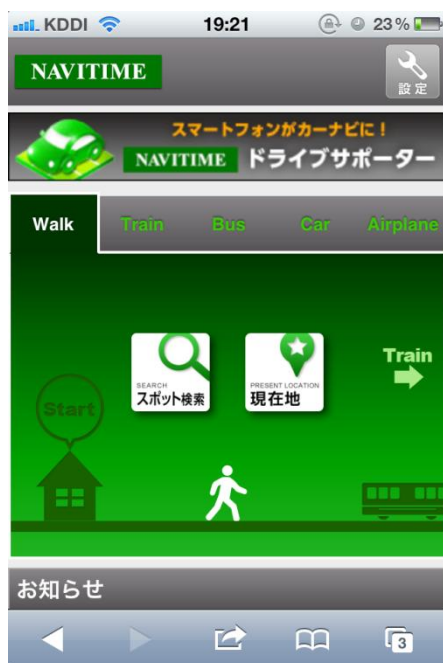 KDDI 19:21 23%
NAVITIME
設定
スマートフォンがカーナビに！
NAVITIME ドライブサポーター
Walk Train Bus Car Airplane
Train
SEARCH
スポット検索
PRESENT LOCATION
現在地
Start
お知らせ
3